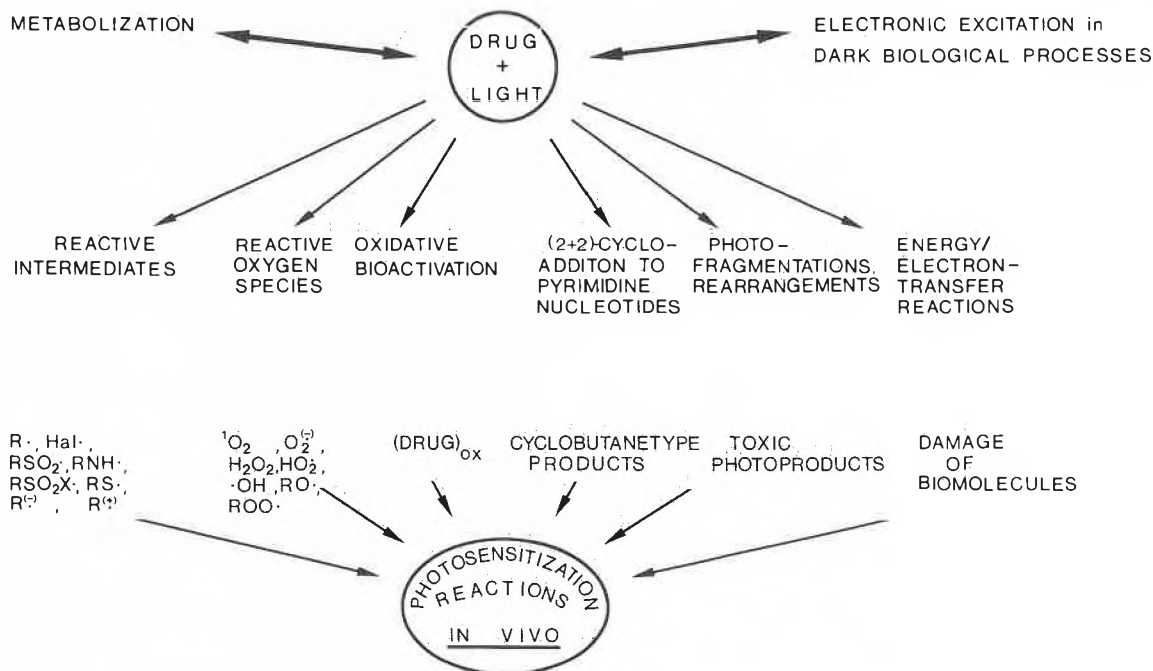 METABOLIZATION
DRUG
+
LIGHT
ELECTRONIC EXCITATION in
DARK BIOLOGICAL PROCESSES
REACTIVE
INTERMEDIATES
REACTIVE
OXYGEN
SPECIES
OXIDATIVE
BIOACTIVATION
(2+2)-CYCLO-
ADDITON TO
PYRIMIDINE
NUCLEOTIDES
PHOTO-
FRAGMENTATIONS,
REARRANGEMENTS
ENERGY/
ELECTRON-
TRANSFER
REACTIONS
R·, Hal·,
RSO₂·, RNH·,
RSO₂X·, RS·,
R⁽⁻⁾·, R⁽⁺⁾·
¹O₂, O₂⁽⁻⁾·,
H₂O₂, HO₂·,
·OH, RO·,
ROO·
(DRUG)OX
CYCLOBUTANETYPE
PRODUCTS
TOXIC
PHOTOPRODUCTS
DAMAGE
OF
BIOMOLECULES
PHOTOSENSITIZATION
REACTIONS
IN VIVO